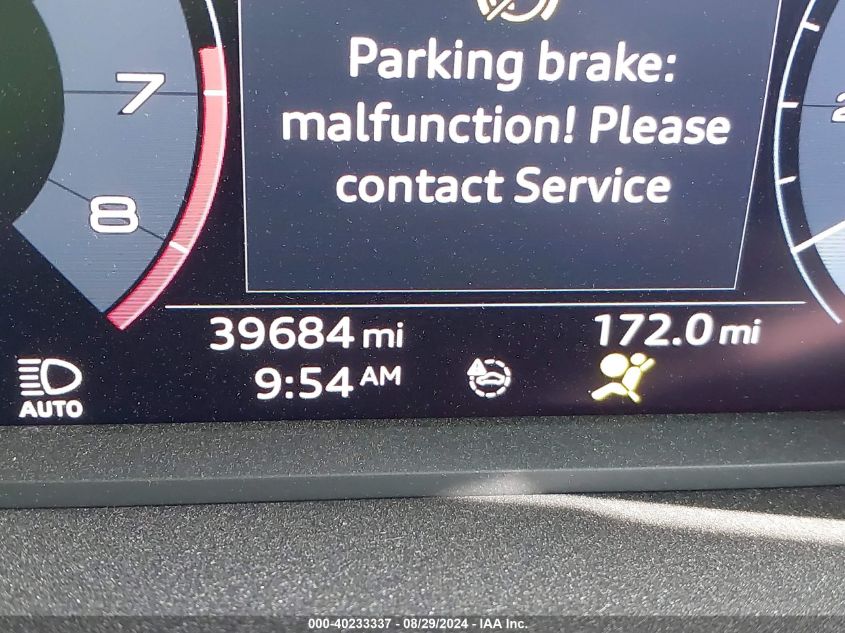 Parking brake:
malfunction! Please
contact Service
7
8
39684 mi
172.0 mi
9:54 AM
AUTO
000-40233337 - 08/29/2024 - IAA Inc.